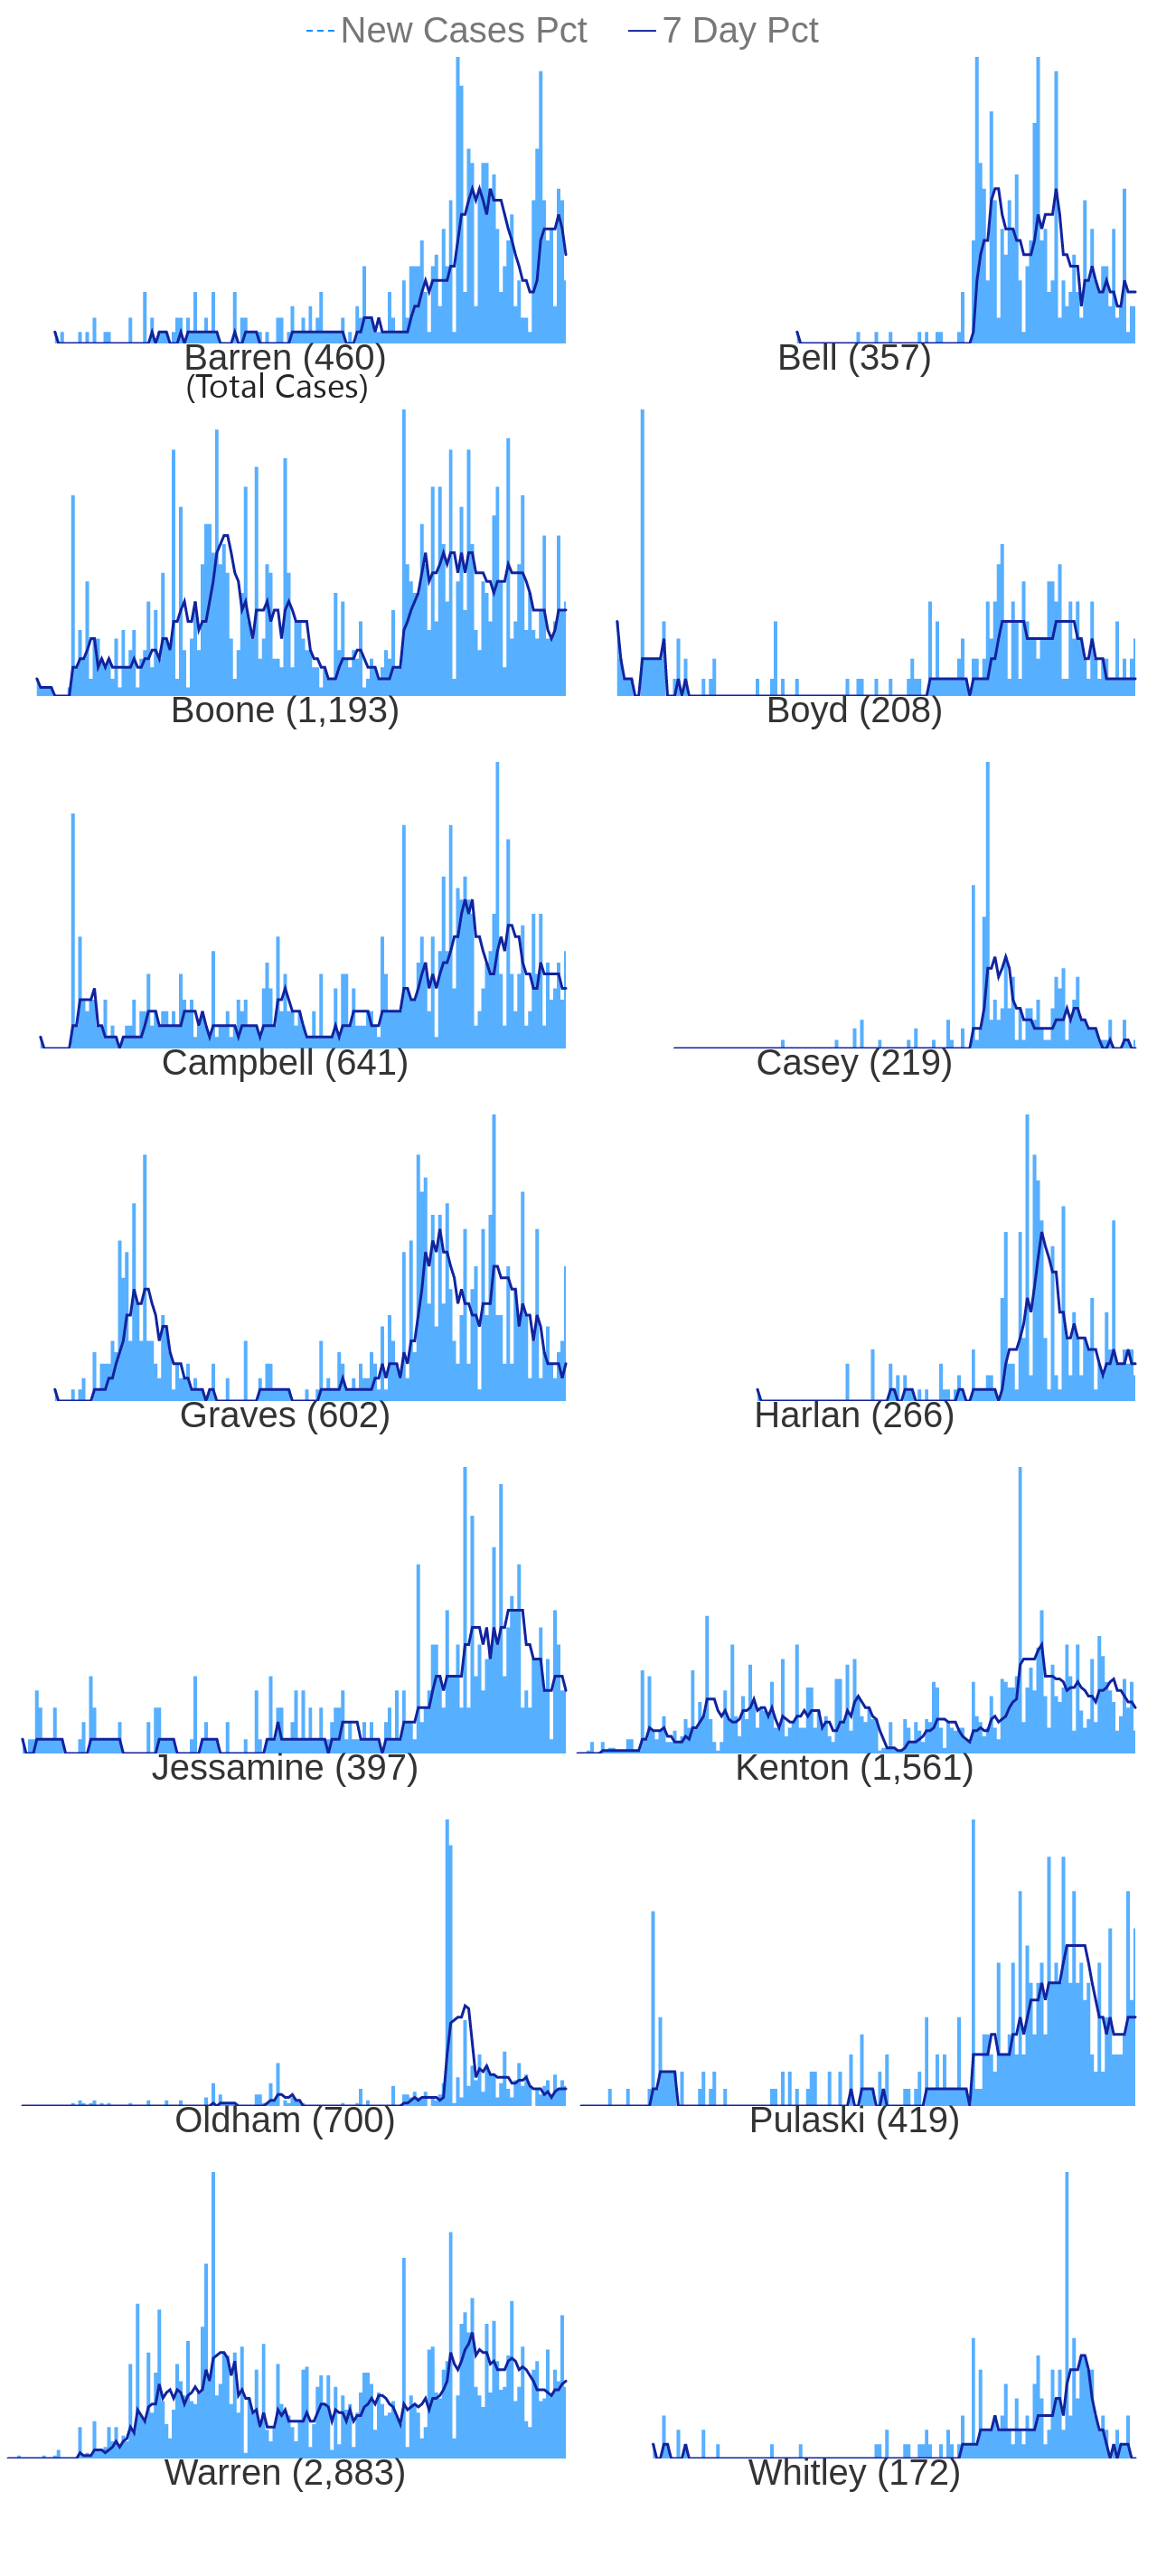 New Cases Pct 7 Day Pct
Barren (460) Bell (357)
(Total Cases)
Boone (1,193) Boyd (208)
Campbell (641) Casey (219)
Graves (602) Harlan (266)
Jessamine (397) Kenton (1,561)
Oldham (700) Pulaski (419)
Warren (2,883) Whitley (172)